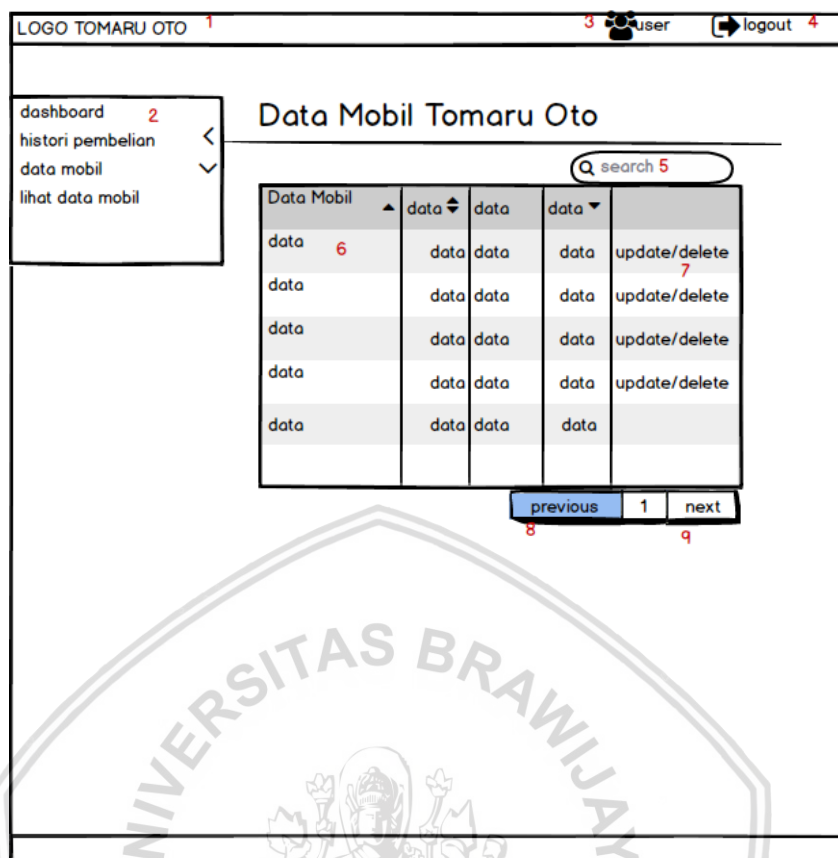 LOGO TOMARU OTO 1 3 user logout 4
dashboard 2
histori pembelian
data mobil
lihat data mobil
Data Mobil Tomaru Oto
search 5
Data Mobil data data data
data 6 data data data update/delete
7
data data data data update/delete
data data data data update/delete
data data data data update/delete
data data data data
previous 1 next
8 9
UNIVERSITAS BRAWIJAY